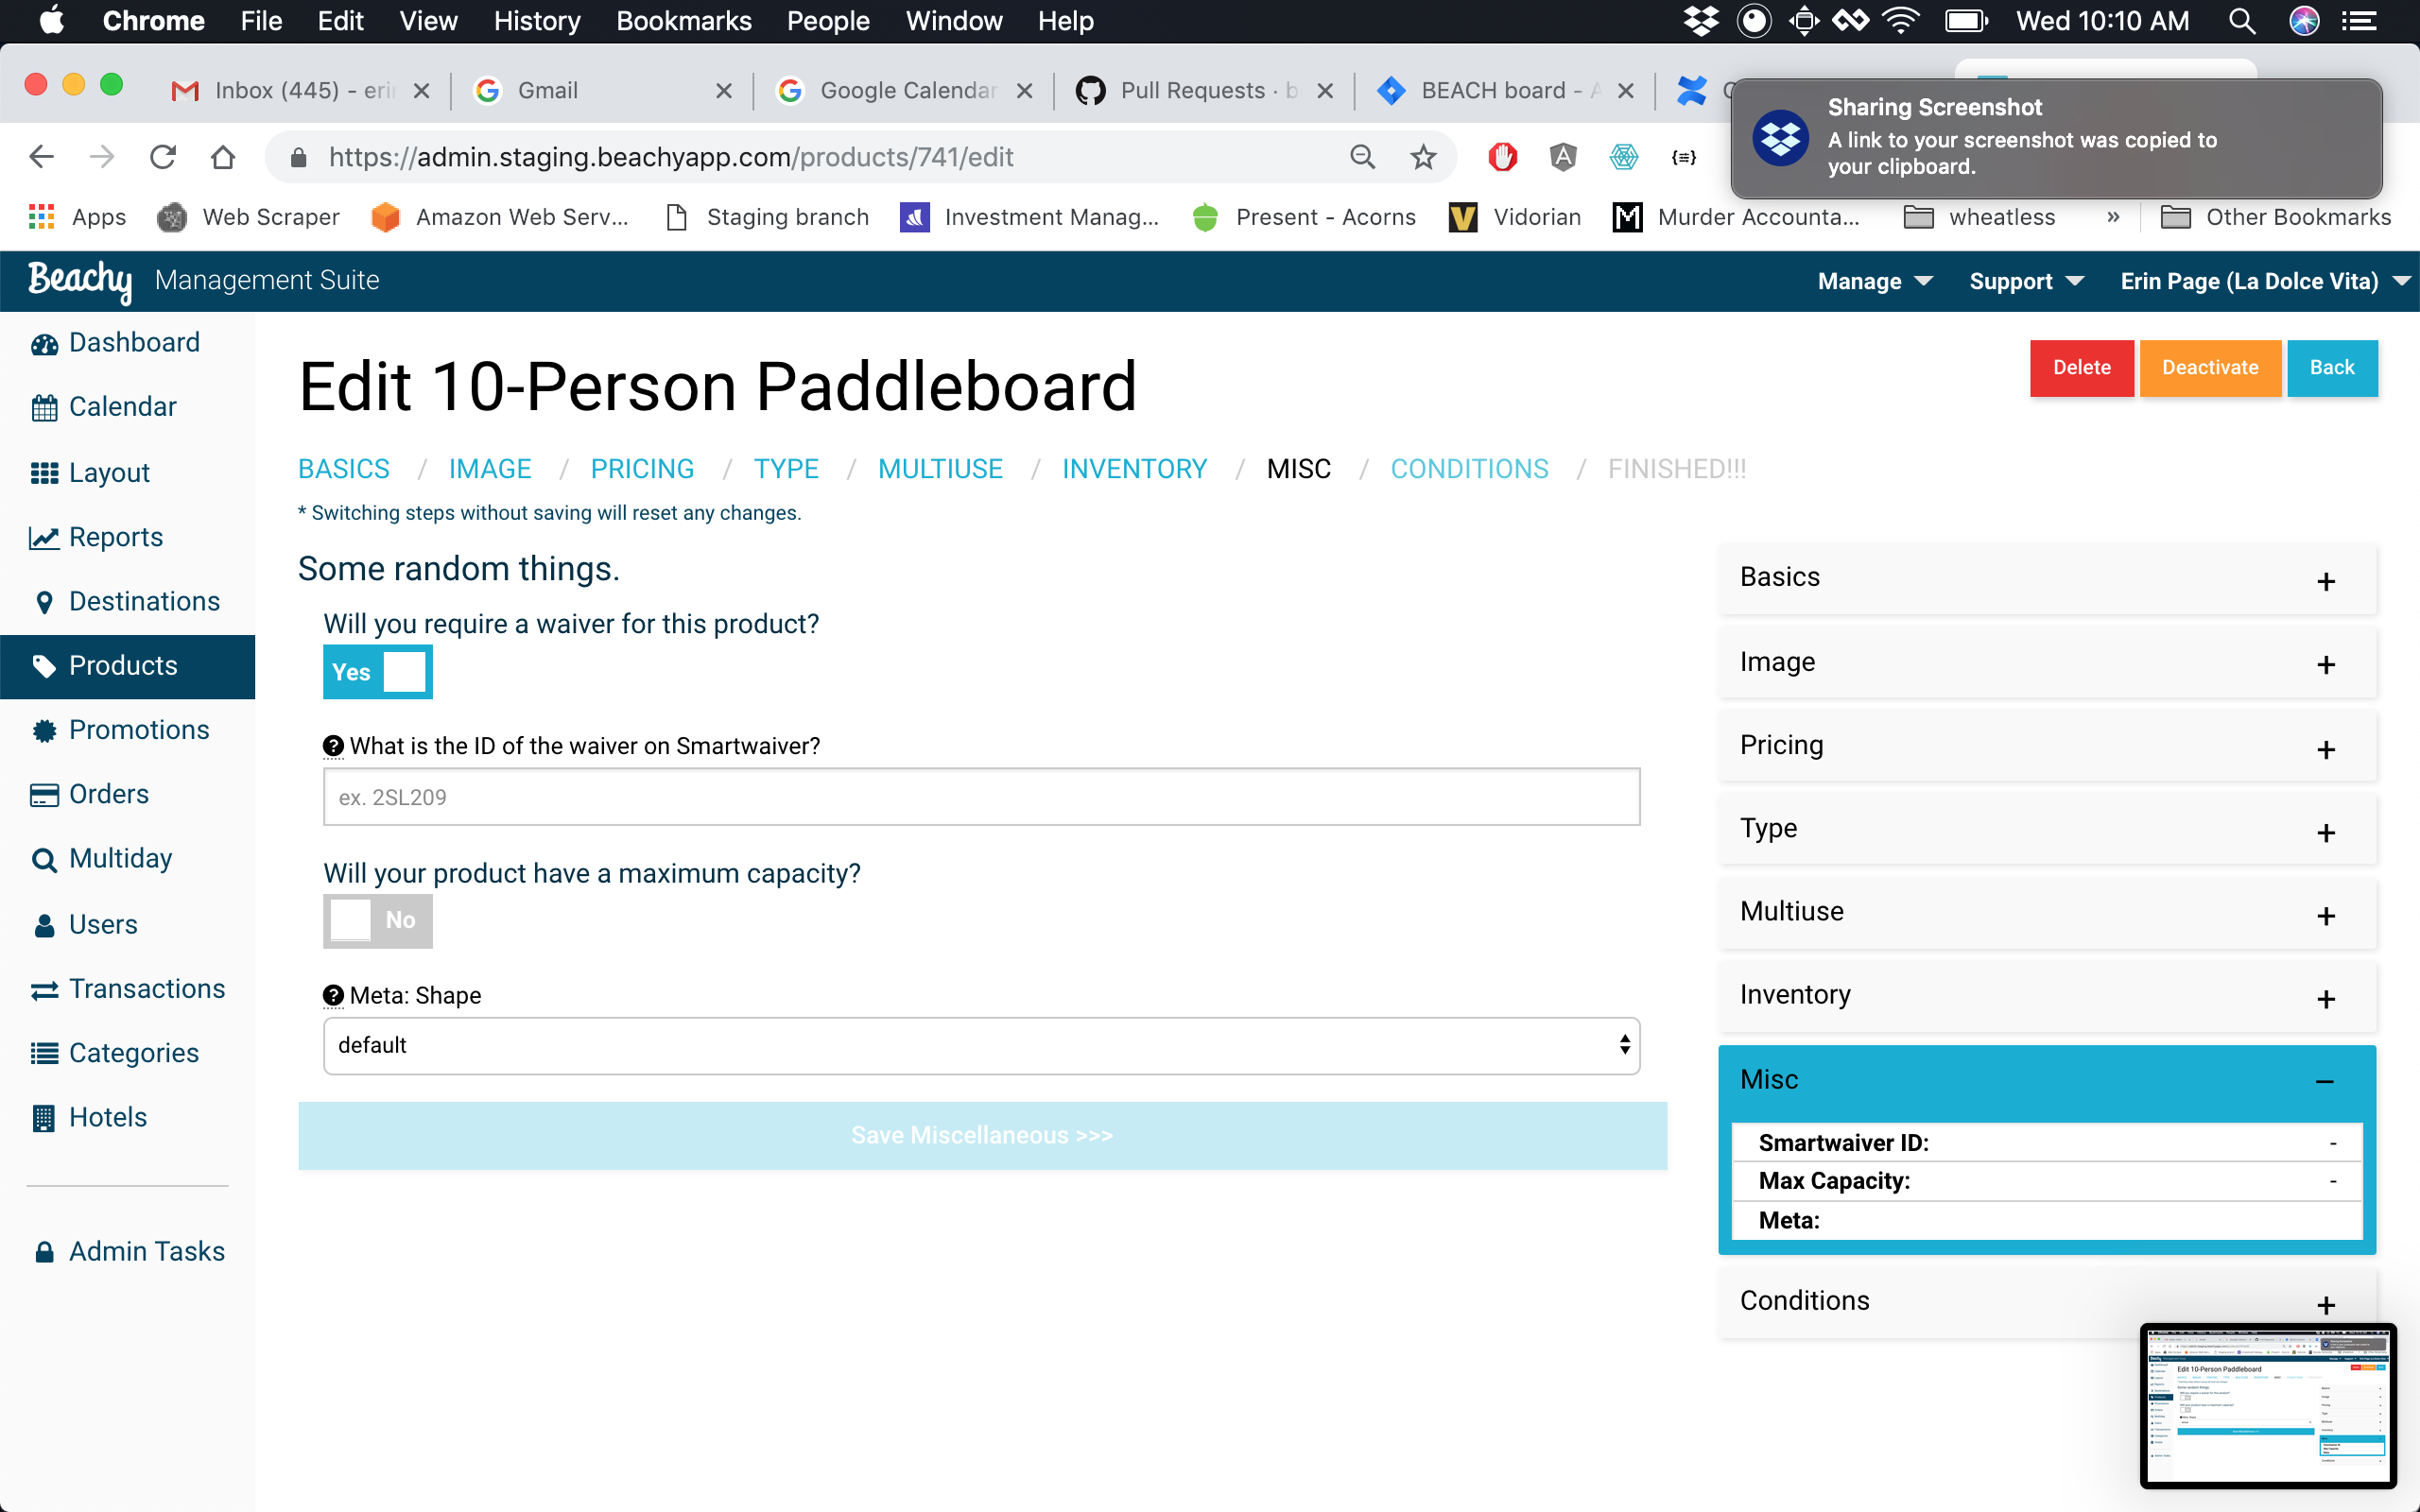 Chrome File Edit View History Bookmarks People Window Help Wed 10:10 AM
Inbox (445) - erin Gmail Google Calendar Pull Requests · b BEACH board - A
Sharing Screenshot
A link to your screenshot was copied to
your clipboard.
https://admin.staging.beachyapp.com/products/741/edit
Apps Web Scraper Amazon Web Serv... Staging branch Investment Manag... Present - Acorns Vidorian Murder Accounta... wheatless » Other Bookmarks
Beachy Management Suite Manage Support Erin Page (La Dolce Vita)
Dashboard
Calendar
Layout
Reports
Destinations
Products
Promotions
Orders
Multiday
Users
Transactions
Categories
Hotels
Admin Tasks
Edit 10-Person Paddleboard
Delete Deactivate Back
BASICS / IMAGE / PRICING / TYPE / MULTIUSE / INVENTORY / MISC / CONDITIONS / FINISHED!!!
* Switching steps without saving will reset any changes.
Some random things.
Will you require a waiver for this product?
Yes
What is the ID of the waiver on Smartwaiver?
ex. 2SL209
Will your product have a maximum capacity?
No
Meta: Shape
default
Save Miscellaneous >>>
Basics +
Image +
Pricing +
Type +
Multiuse +
Inventory +
Misc −
Smartwaiver ID: -
Max Capacity: -
Meta:
Conditions +
Edit 10-Person Paddleboard